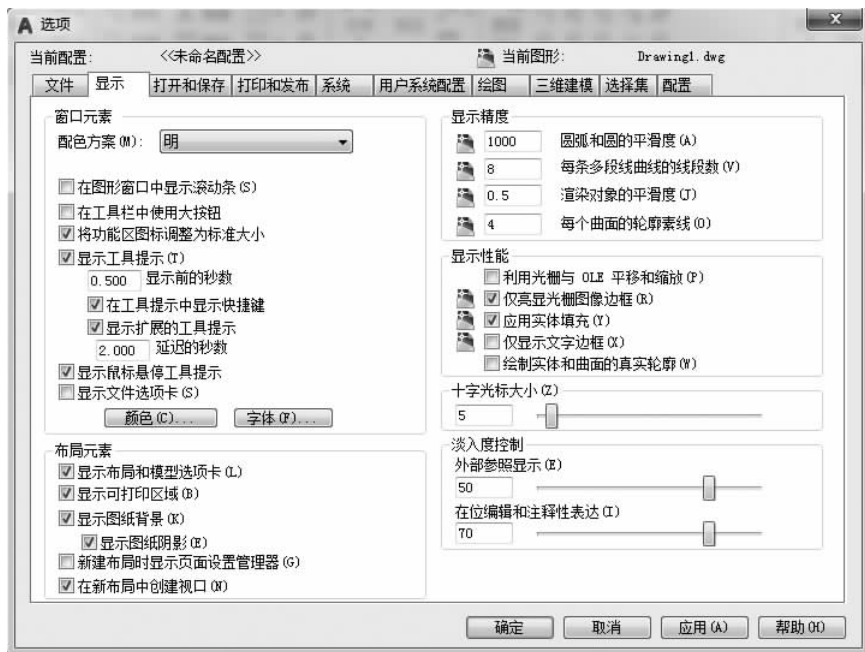 选项
当前配置: <<未命名配置>> 当前图形: Drawing1.dwg
文件 显示 打开和保存 打印和发布 系统 用户系统配置 绘图 三维建模 选择集 配置
窗口元素
配色方案(M): 明
在图形窗口中显示滚动条(S)
在工具栏中使用大按钮
将功能区图标调整为标准大小
显示工具提示(T)
0.500 显示前的秒数
在工具提示中显示快捷键
显示扩展的工具提示
2.000 延迟的秒数
显示鼠标悬停工具提示
显示文件选项卡(S)
颜色(C)... 字体(F)...
布局元素
显示布局和模型选项卡(L)
显示可打印区域(B)
显示图纸背景(K)
显示图纸阴影(E)
新建布局时显示页面设置管理器(G)
在新布局中创建视口(N)
显示精度
1000 圆弧和圆的平滑度(A)
8 每条多段线曲线的线段数(V)
0.5 渲染对象的平滑度(J)
4 每个曲面的轮廓素线(O)
显示性能
利用光栅与 OLE 平移和缩放(P)
仅亮显光栅图像边框(R)
应用实体填充(Y)
仅显示文字边框(X)
绘制实体和曲面的真实轮廓(W)
十字光标大小(Z)
5
淡入度控制
外部参照显示(E)
50
在位编辑和注释性表达(I)
70
确定 取消 应用(A) 帮助(H)